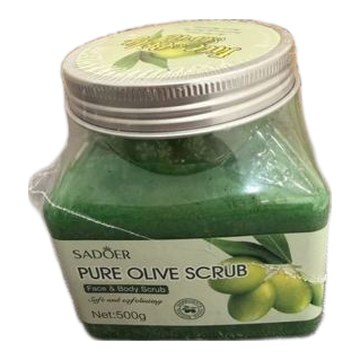 SADOER
PURE OLIVE SCRUB
Face & Body Scrub
Soft and exfoliating
Net:500g